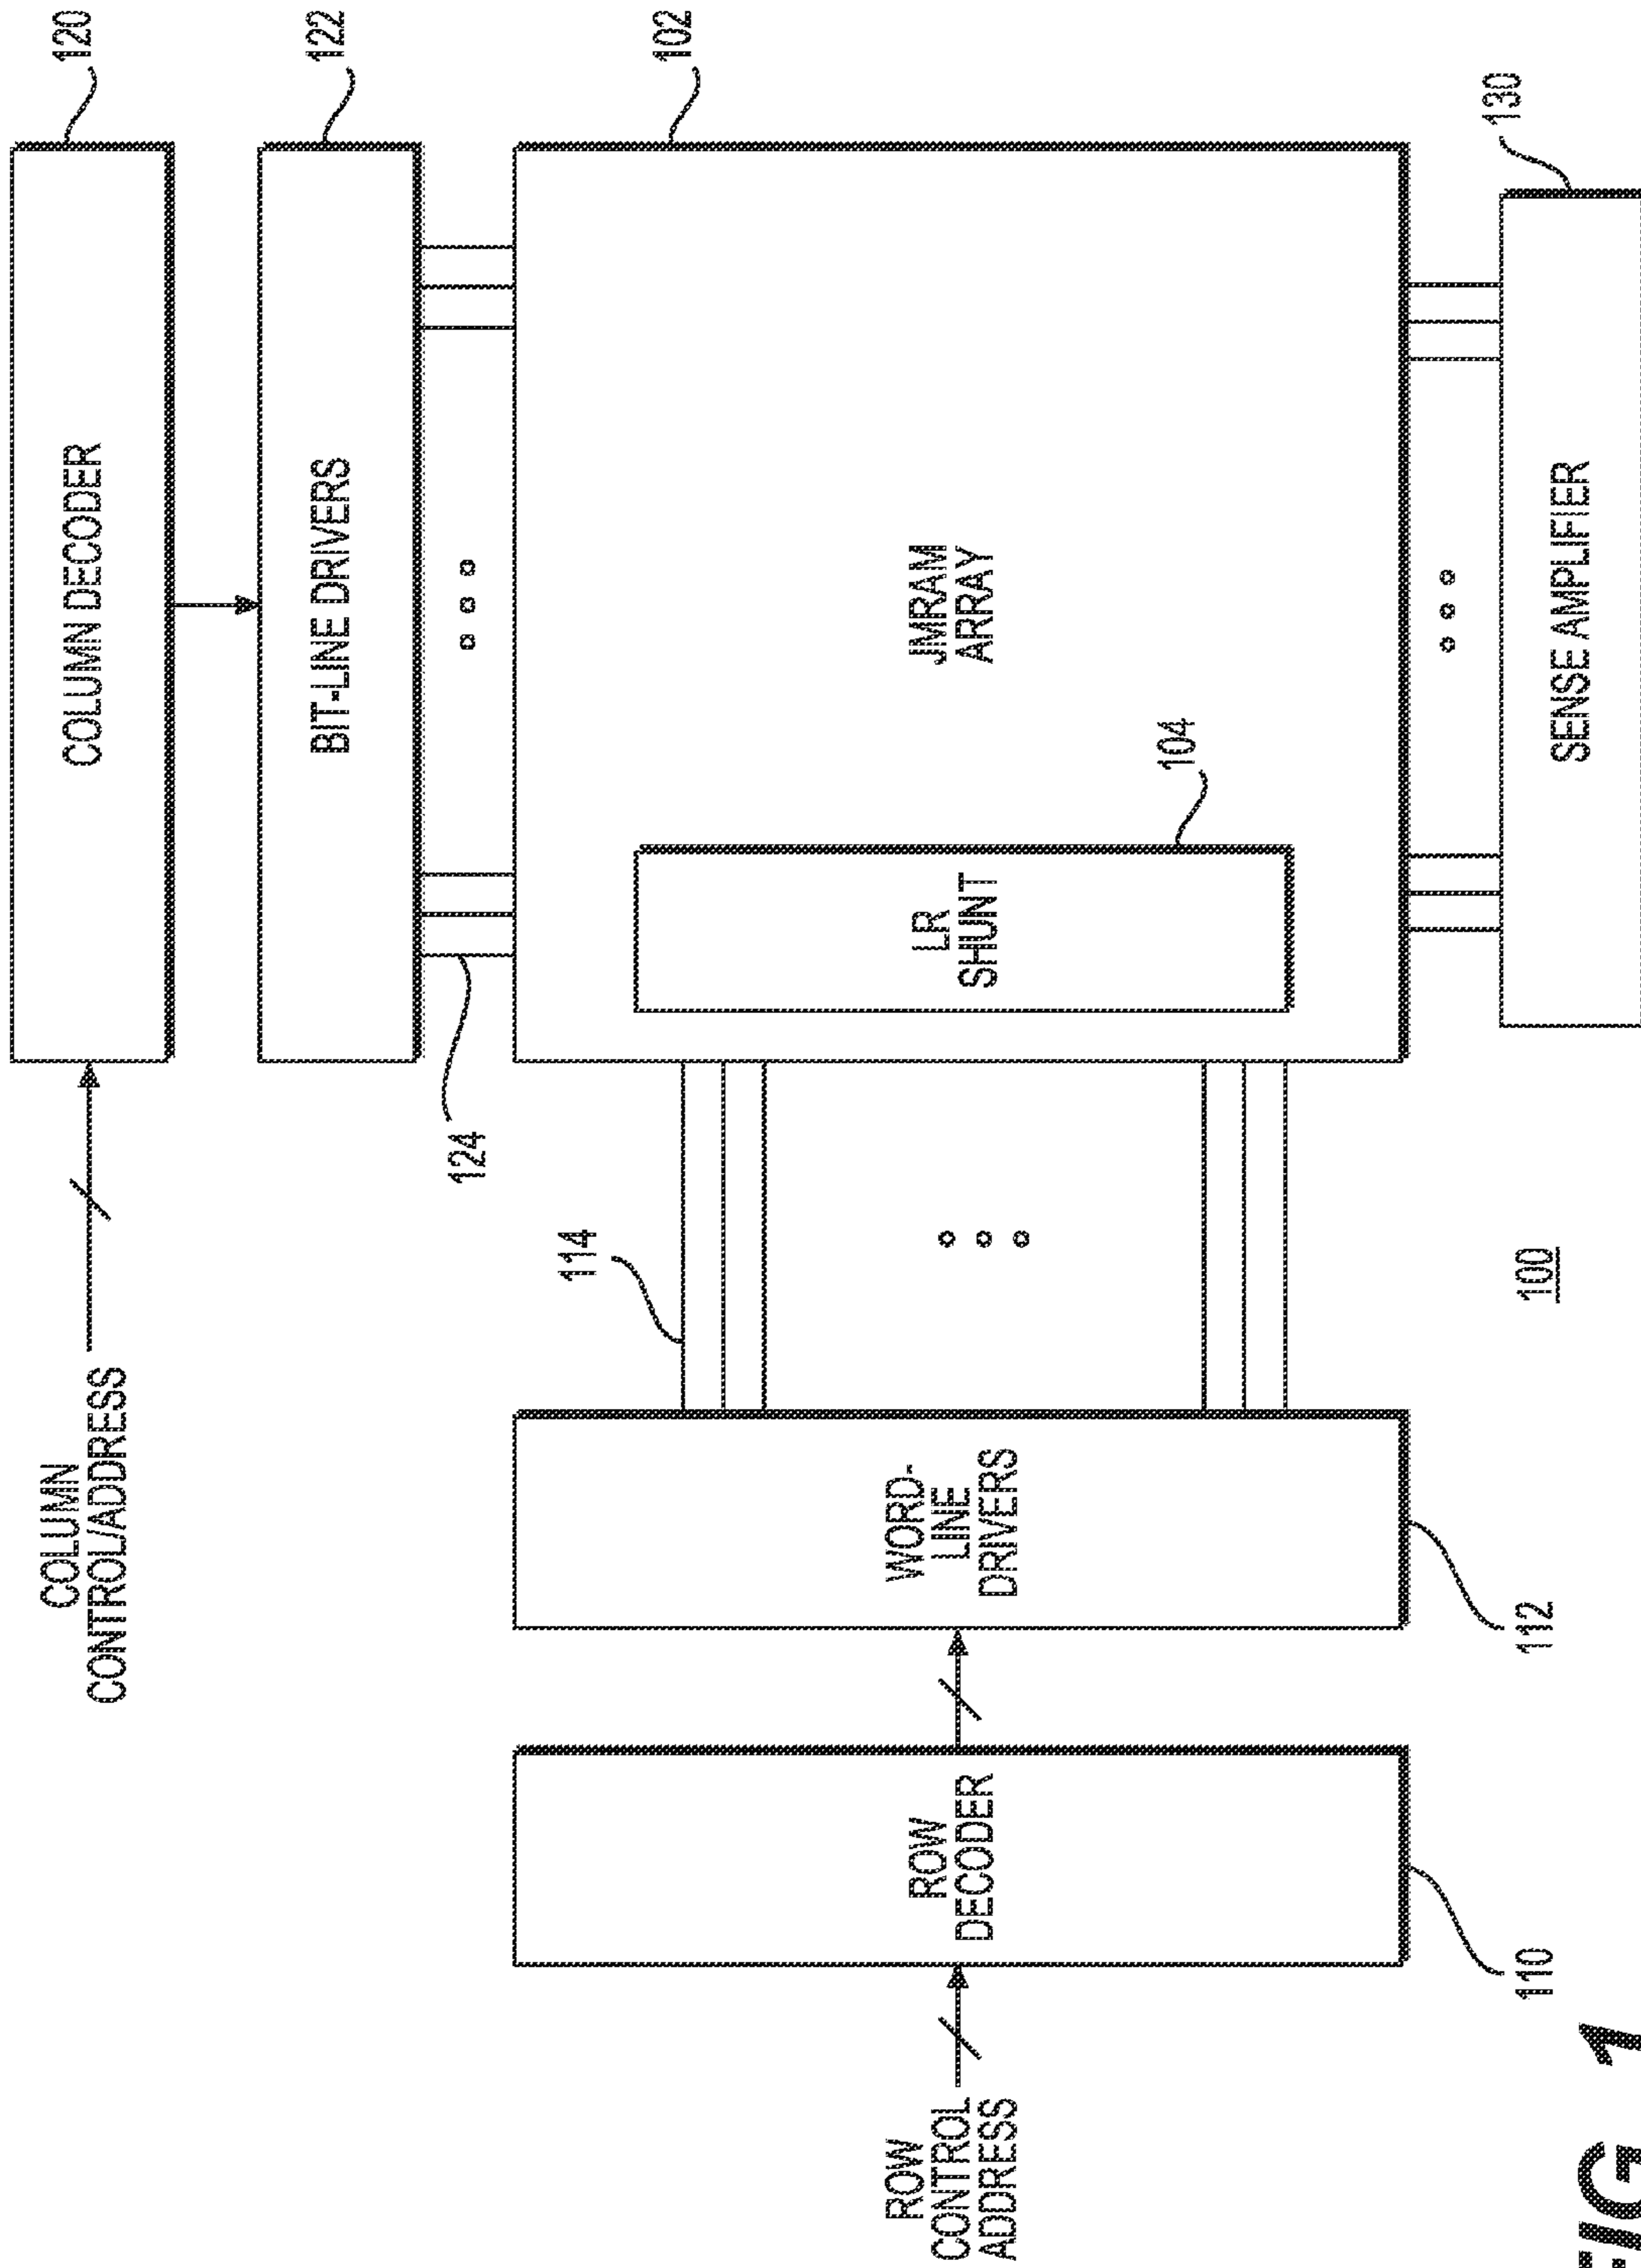 COLUMN
CONTROL/ADDRESS
COLUMN DECODER
120
BIT-LINE DRIVERS
122
124
114
102
ROW
CONTROL
ADDRESS
ROW
DECODER
WORD-
LINE
DRIVERS
LR
SHUNT
JMRAM
ARRAY
104
110
112
100
130
SENSE AMPLIFIER
FIG 1